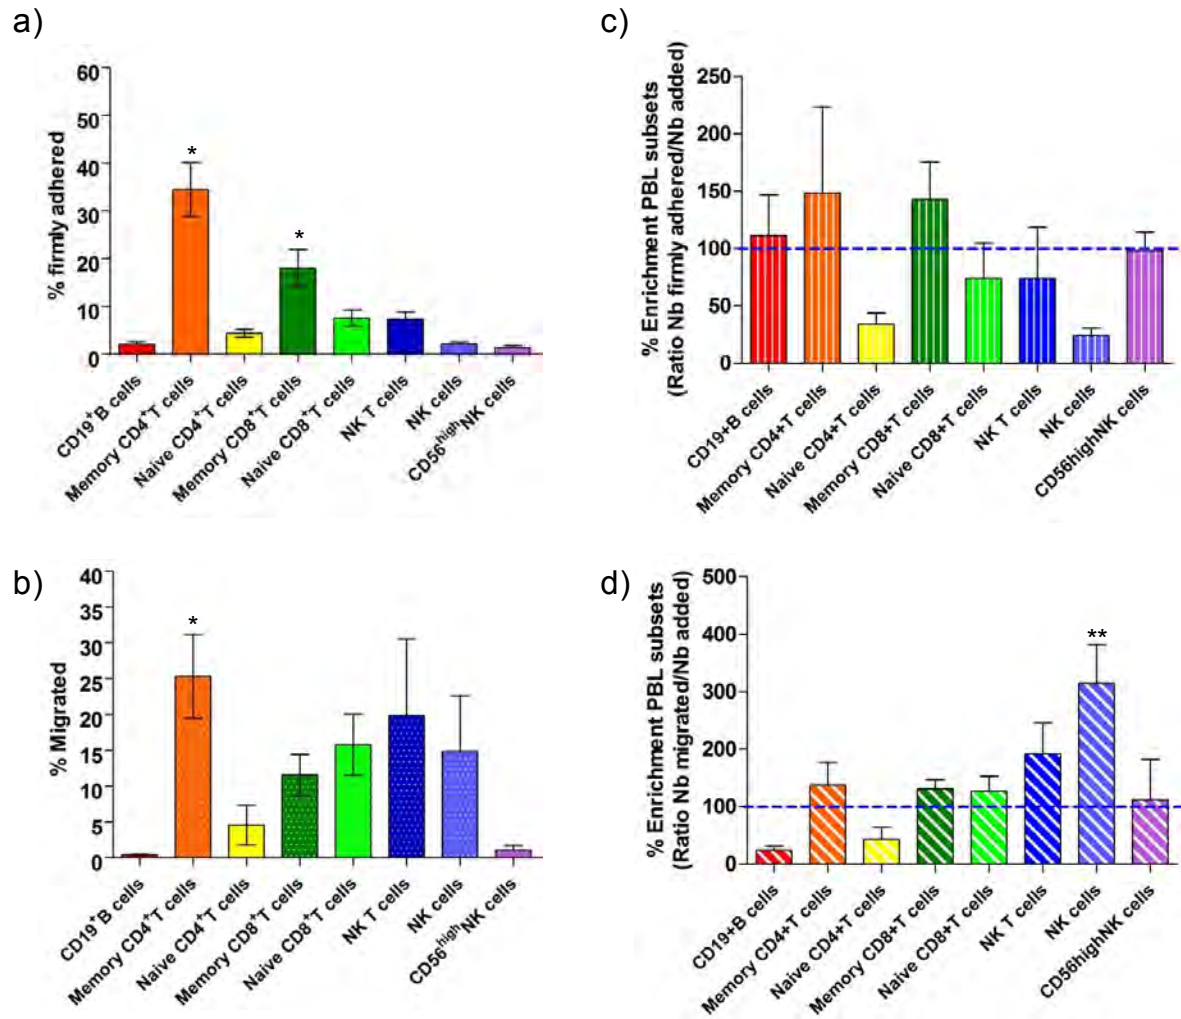 a)
% firmly adhered
60
50
40
30
20
10
0
*
*
CD19⁺B cells
Memory CD4⁺T cells
Naive CD4⁺T cells
Memory CD8⁺T cells
Naive CD8⁺T cells
NK T cells
NK cells
CD56ʰⁱᵍʰNK cells
c)
% Enrichment PBL subsets
(Ratio Nb firmly adhered/Nb added)
250
200
150
100
50
0
CD19+B cells
Memory CD4+T cells
Naive CD4+T cells
Memory CD8+T cells
Naive CD8+T cells
NK T cells
NK cells
CD56highNK cells
b)
% Migrated
40
35
30
25
20
15
10
5
0
*
CD19⁺B cells
Memory CD4⁺T cells
Naive CD4⁺T cells
Memory CD8⁺T cells
Naive CD8⁺T cells
NK T cells
NK cells
CD56ʰⁱᵍʰNK cells
d)
% Enrichment PBL subsets
(Ratio Nb migrated/Nb added)
500
400
300
200
100
0
**
CD19+B cells
Memory CD4+T cells
Naive CD4+T cells
Memory CD8+T cells
Naive CD8+T cells
NK T cells
NK cells
CD56highNK cells